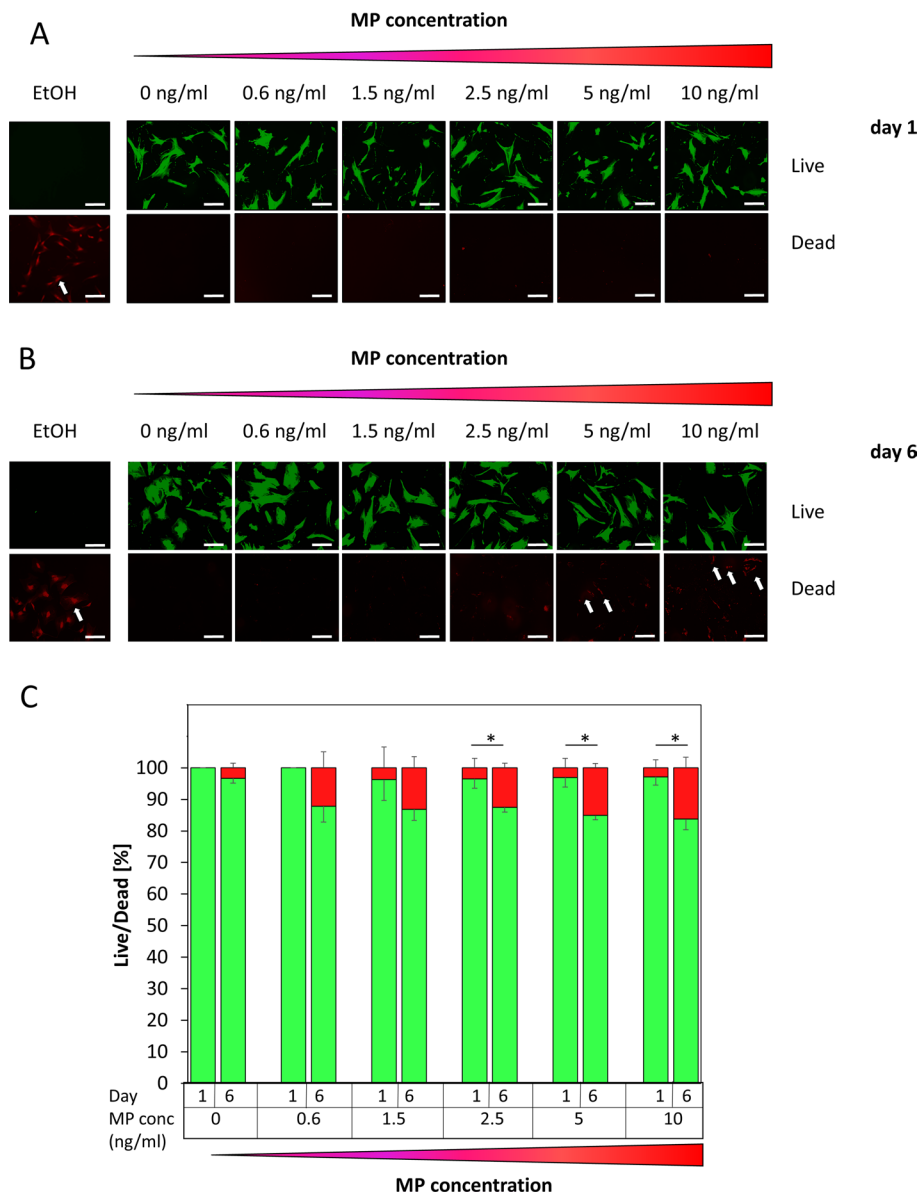 A
MP concentration
EtOH 0 ng/ml 0.6 ng/ml 1.5 ng/ml 2.5 ng/ml 5 ng/ml 10 ng/ml
day 1
Live
Dead
B
MP concentration
EtOH 0 ng/ml 0.6 ng/ml 1.5 ng/ml 2.5 ng/ml 5 ng/ml 10 ng/ml
day 6
Live
Dead
C
* * *
Live/Dead [%]
100
90
80
70
60
50
40
30
20
10
0
Day 1 6 1 6 1 6 1 6 1 6 1 6
MP conc 0 0.6 1.5 2.5 5 10
(ng/ml)
MP concentration